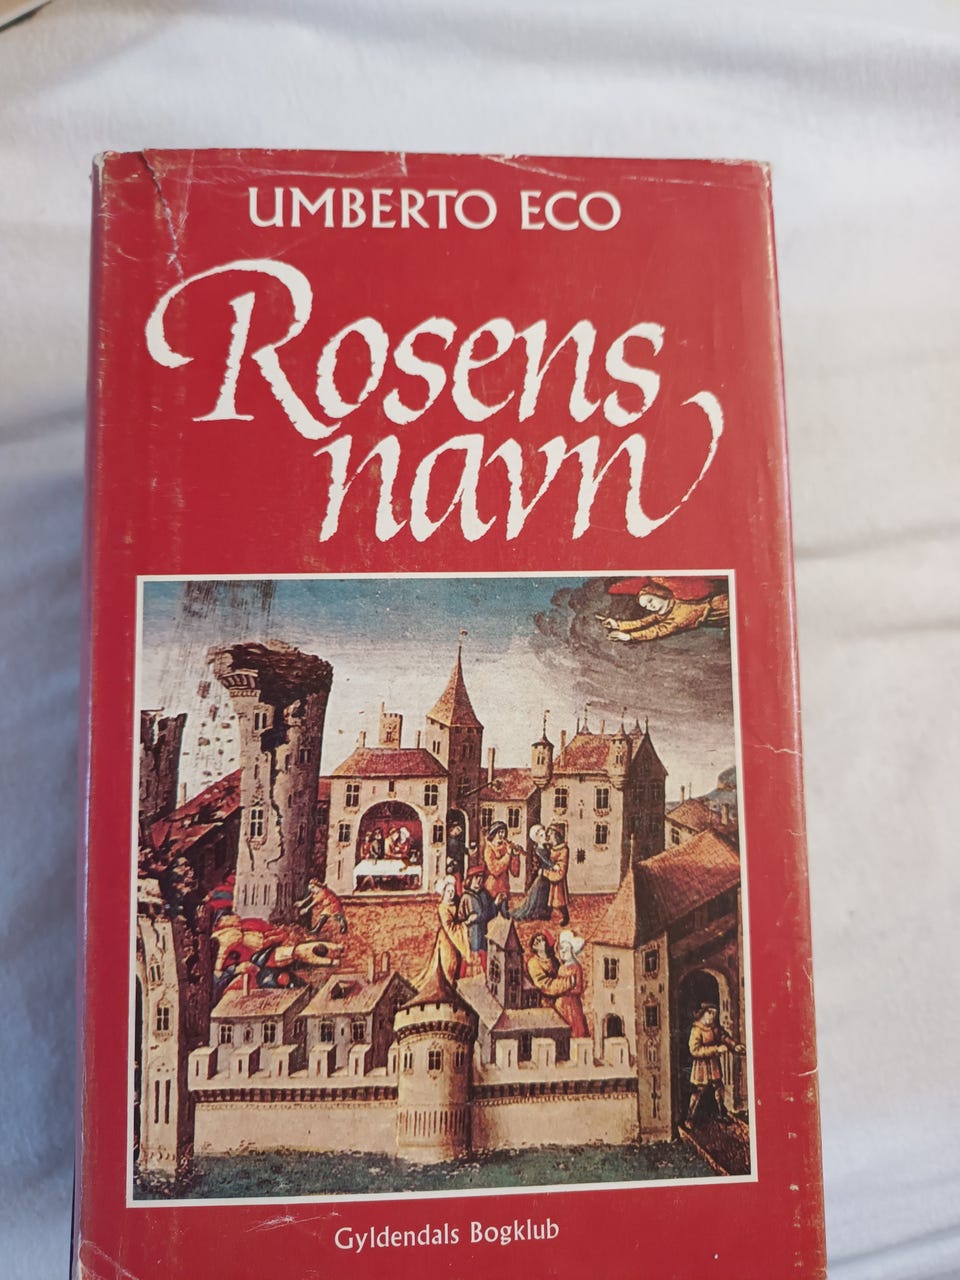 UMBERTO ECO
Rosens
navn
Gyldendals Bogklub